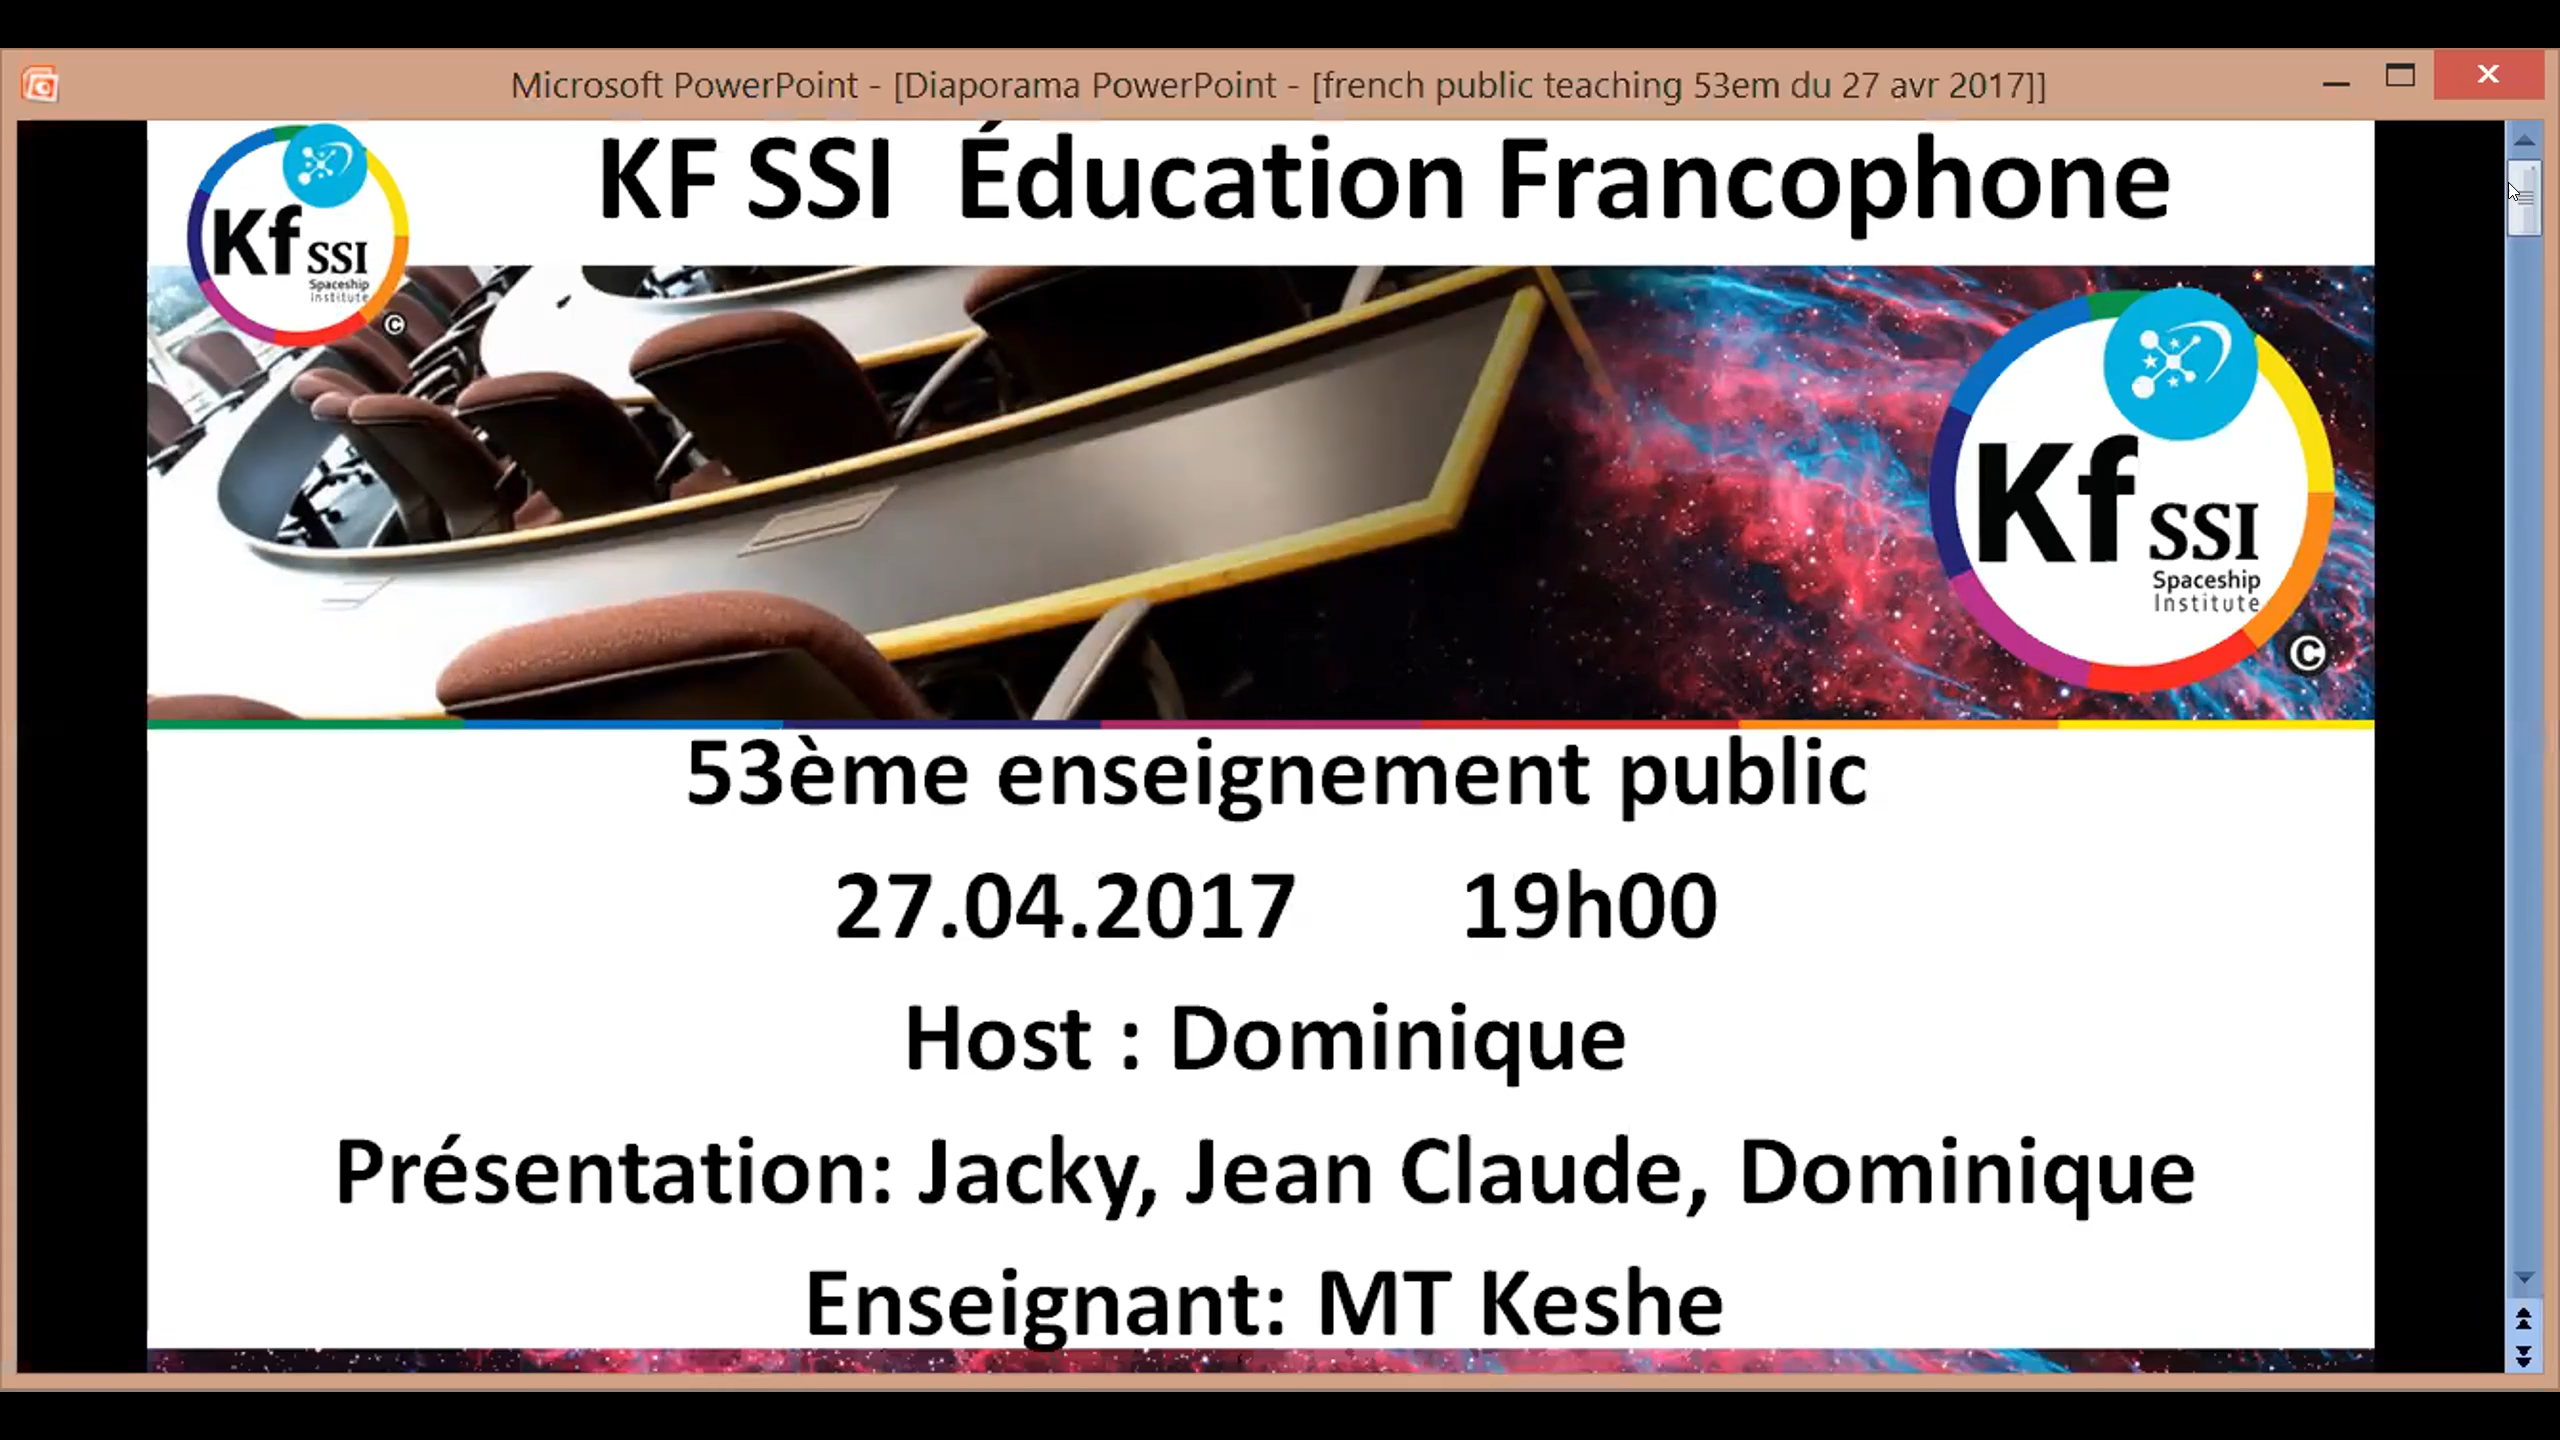 Microsoft PowerPoint - [Diaporama PowerPoint - [french public teaching 53em du 27 avr 2017]]
KF SSI Éducation Francophone
Kf SSI
Spaceship
Institute
©
Kf SSI
Spaceship
Institute
©
53ème enseignement public
27.04.2017 19h00
Host : Dominique
Présentation: Jacky, Jean Claude, Dominique
Enseignant: MT Keshe